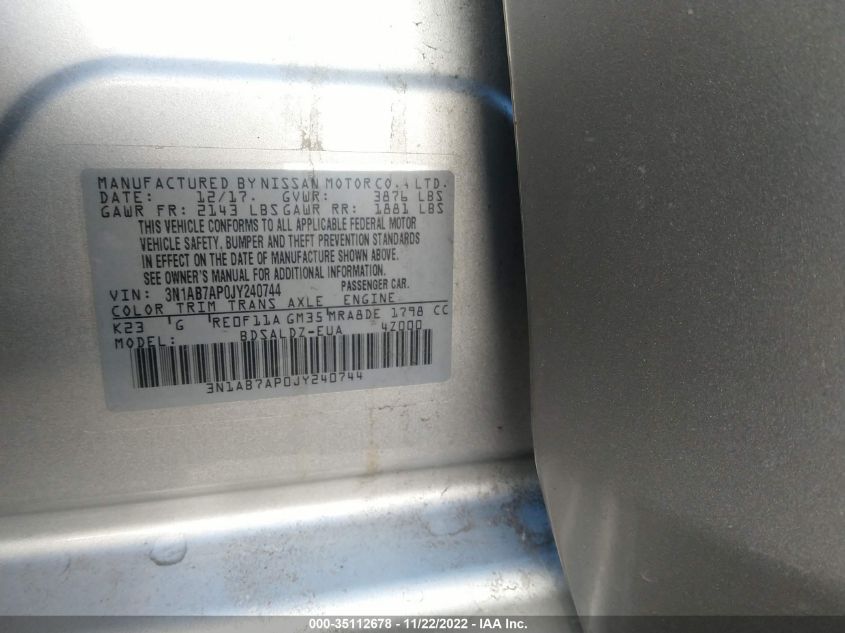 MANUFACTURED BY NISSAN MOTOR CO., LTD.
DATE: 12/17. GVWR: 3876 LBS
GAWR FR: 2143 LBS GAWR RR: 1881 LBS
THIS VEHICLE CONFORMS TO ALL APPLICABLE FEDERAL MOTOR
VEHICLE SAFETY, BUMPER AND THEFT PREVENTION STANDARDS
IN EFFECT ON THE DATE OF MANUFACTURE SHOWN ABOVE.
SEE OWNER'S MANUAL FOR ADDITIONAL INFORMATION.
VIN: 3N1AB7AP0JY240744 PASSENGER CAR.
COLOR TRIM TRANS AXLE ENGINE
K23 G RE0F11A GM35 MRA8DE 1798 CC
MODEL: BDSALDZ-EUA 4Z000
3N1AB7AP0JY240744
000-35112678 - 11/22/2022 - IAA Inc.